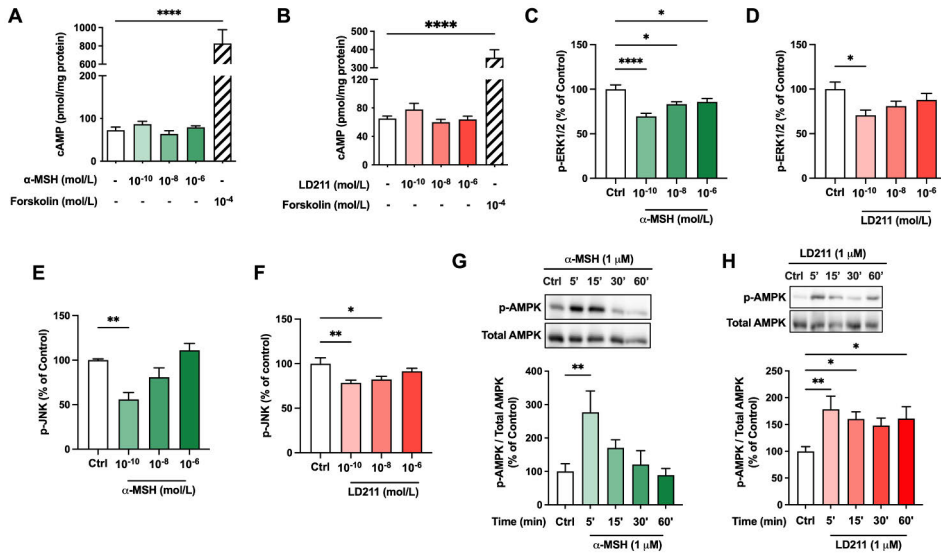 A
****
cAMP (pmol/mg protein)
1000
800
600
400
200
100
50
0
α-MSH (mol/L) - 10-10 10-8 10-6 -
Forskolin (mol/L) - - - - 10-4
B
****
cAMP (pmol/mg protein)
500
400
300
200
100
80
60
40
20
0
LD211 (mol/L) - 10-10 10-8 10-6 -
Forskolin (mol/L) - - - - 10-4
C
*
*
****
p-ERK1/2 (% of Control)
150
100
50
0
Ctrl 10-10 10-8 10-6
α-MSH (mol/L)
D
*
p-ERK1/2 (% of Control)
150
100
50
0
Ctrl 10-10 10-8 10-6
LD211 (mol/L)
E
**
p-JNK (% of Control)
150
100
50
0
Ctrl 10-10 10-8 10-6
α-MSH (mol/L)
F
*
**
p-JNK (% of control)
150
100
50
0
Ctrl 10-10 10-8 10-6
LD211 (mol/L)
G
α-MSH (1 μM)
Ctrl 5' 15' 30' 60'
p-AMPK
Total AMPK
**
p-AMPK / Total AMPK
(% of Control)
400
300
200
100
0
Time (min) Ctrl 5' 15' 30' 60'
α-MSH (1 μM)
H
LD211 (1 μM)
Ctrl 5' 15' 30' 60'
p-AMPK
Total AMPK
*
*
**
p-AMPK / Total AMPK
(% of Control)
250
200
150
100
50
0
Time (min) Ctrl 5' 15' 30' 60'
LD211 (1 μM)